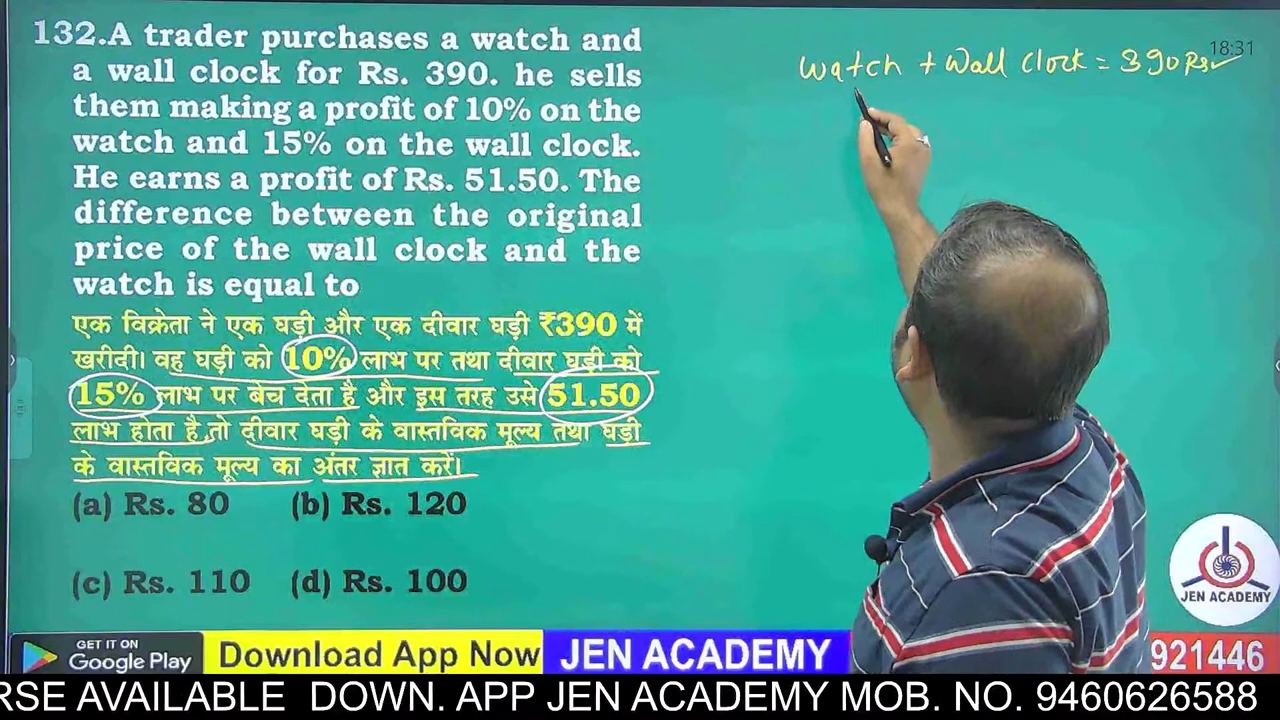 132.A trader purchases a watch and
a wall clock for Rs. 390. he sells
them making a profit of 10% on the
watch and 15% on the wall clock.
He earns a profit of Rs. 51.50. The
difference between the original
price of the wall clock and the
watch is equal to
एक विक्रेता ने एक घड़ी और एक दीवार घड़ी ₹390 में
खरीदी। वह घड़ी को 10% लाभ पर तथा दीवार घड़ी को
15% लाभ पर बेच देता है और इस तरह उसे 51.50
लाभ होता है,तो दीवार घड़ी के वास्तविक मूल्य तथा घड़ी
के वास्तविक मूल्य का अंतर ज्ञात करें।
(a) Rs. 80 (b) Rs. 120
(c) Rs. 110 (d) Rs. 100
18:31
watch + Wall clock = 390 Rs
JEN ACADEMY
GET IT ON
Google Play
Download App Now
JEN ACADEMY
921446
RSE AVAILABLE DOWN. APP JEN ACADEMY MOB. NO. 9460626588